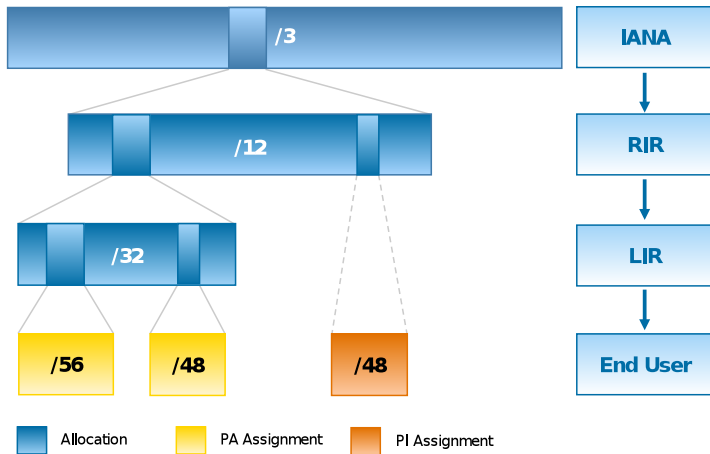 /3
IANA
/12
RIR
/32
LIR
/56
/48
/48
End User
Allocation
PA Assignment
PI Assignment